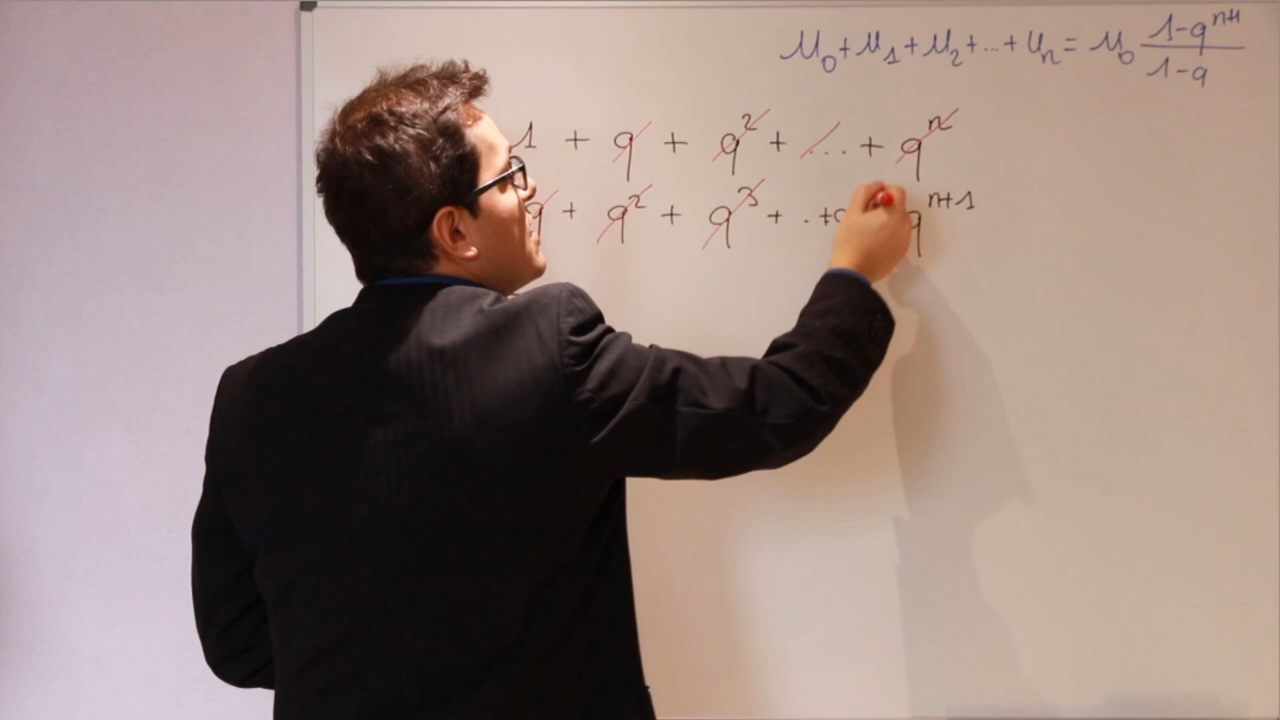 u₀+u₁+u₂+...+uₙ = u₀ (1-qⁿ⁺¹)/(1-q)
1 + q + q² + ... + qⁿ
q + q² + q³ + .+q qⁿ⁺¹